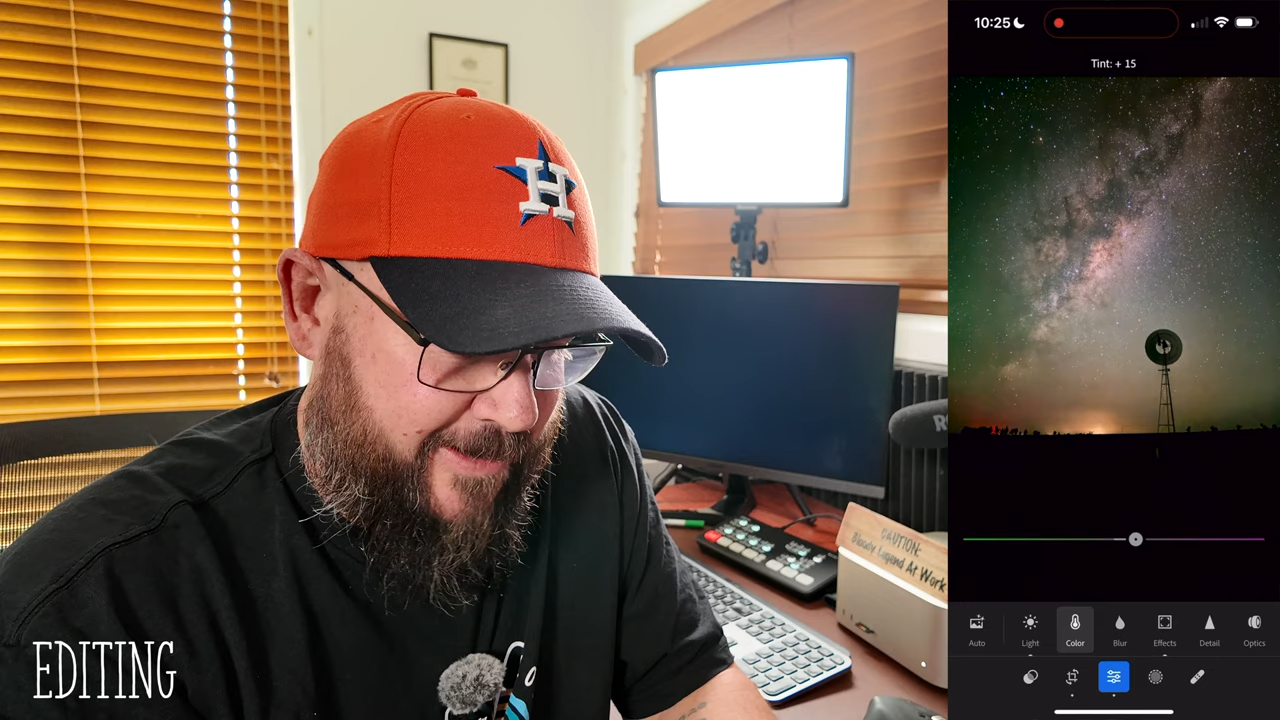 10:25
Tint: + 15
H
CAUTION:
Bloody Legend At Work
Auto
Light
Color
Blur
Effects
Detail
Optics
EDITING